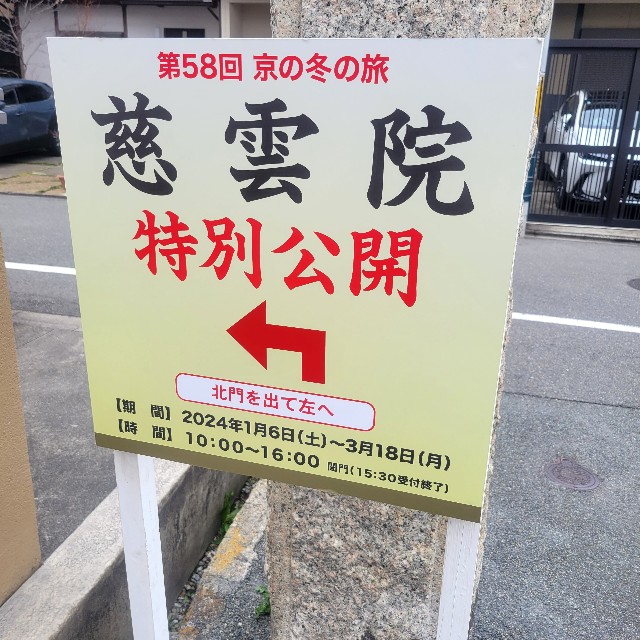 第58回 京の冬の旅
慈雲院
特別公開
北門を出て左へ
【期 間】 2024年1月6日(土)～3月18日(月)
【時 間】 10:00～16:00 閉門(15:30受付終了)